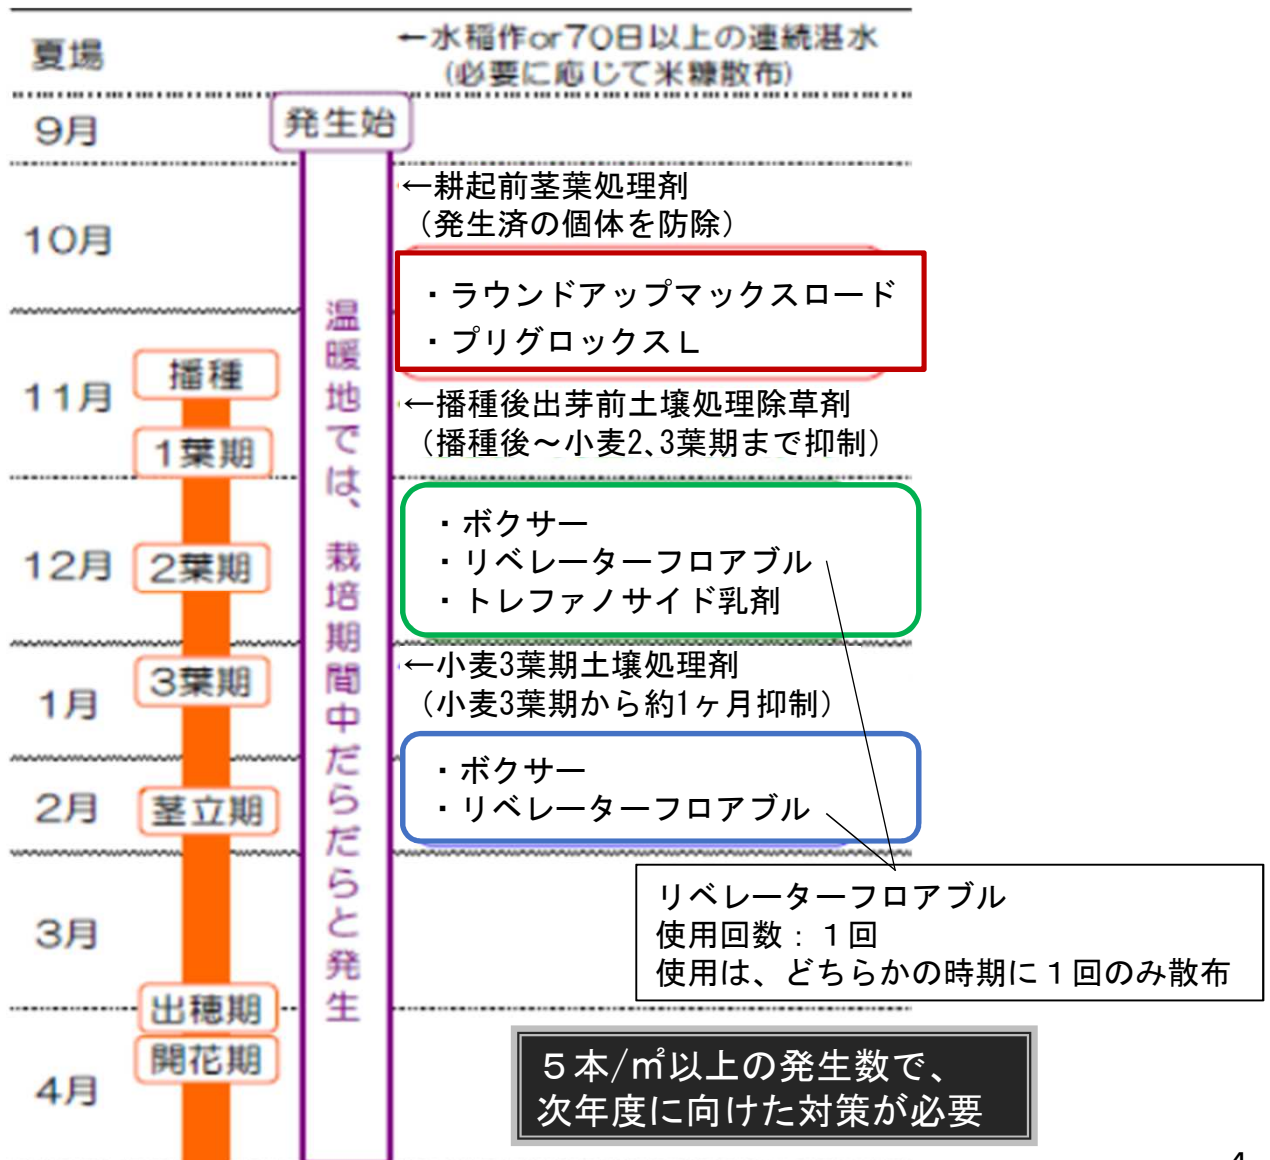 夏場
←水稲作or70日以上の連続湛水
(必要に応じて米糠散布)
9月
発生始
10月
←耕起前茎葉処理剤
（発生済の個体を防除）
・ラウンドアップマックスロード
・プリグロックスＬ
温暖地では、栽培期間中だらだらと発生
11月
播種
1葉期
←播種後出芽前土壌処理除草剤
（播種後～小麦2、3葉期まで抑制）
12月
2葉期
・ボクサー
・リベレーターフロアブル
・トレファノサイド乳剤
1月
3葉期
←小麦3葉期土壌処理剤
（小麦3葉期から約1ヶ月抑制）
2月
茎立期
・ボクサー
・リベレーターフロアブル
3月
リベレーターフロアブル
使用回数：１回
使用は、どちらかの時期に１回のみ散布
出穂期
開花期
4月
５本/㎡以上の発生数で、
次年度に向けた対策が必要